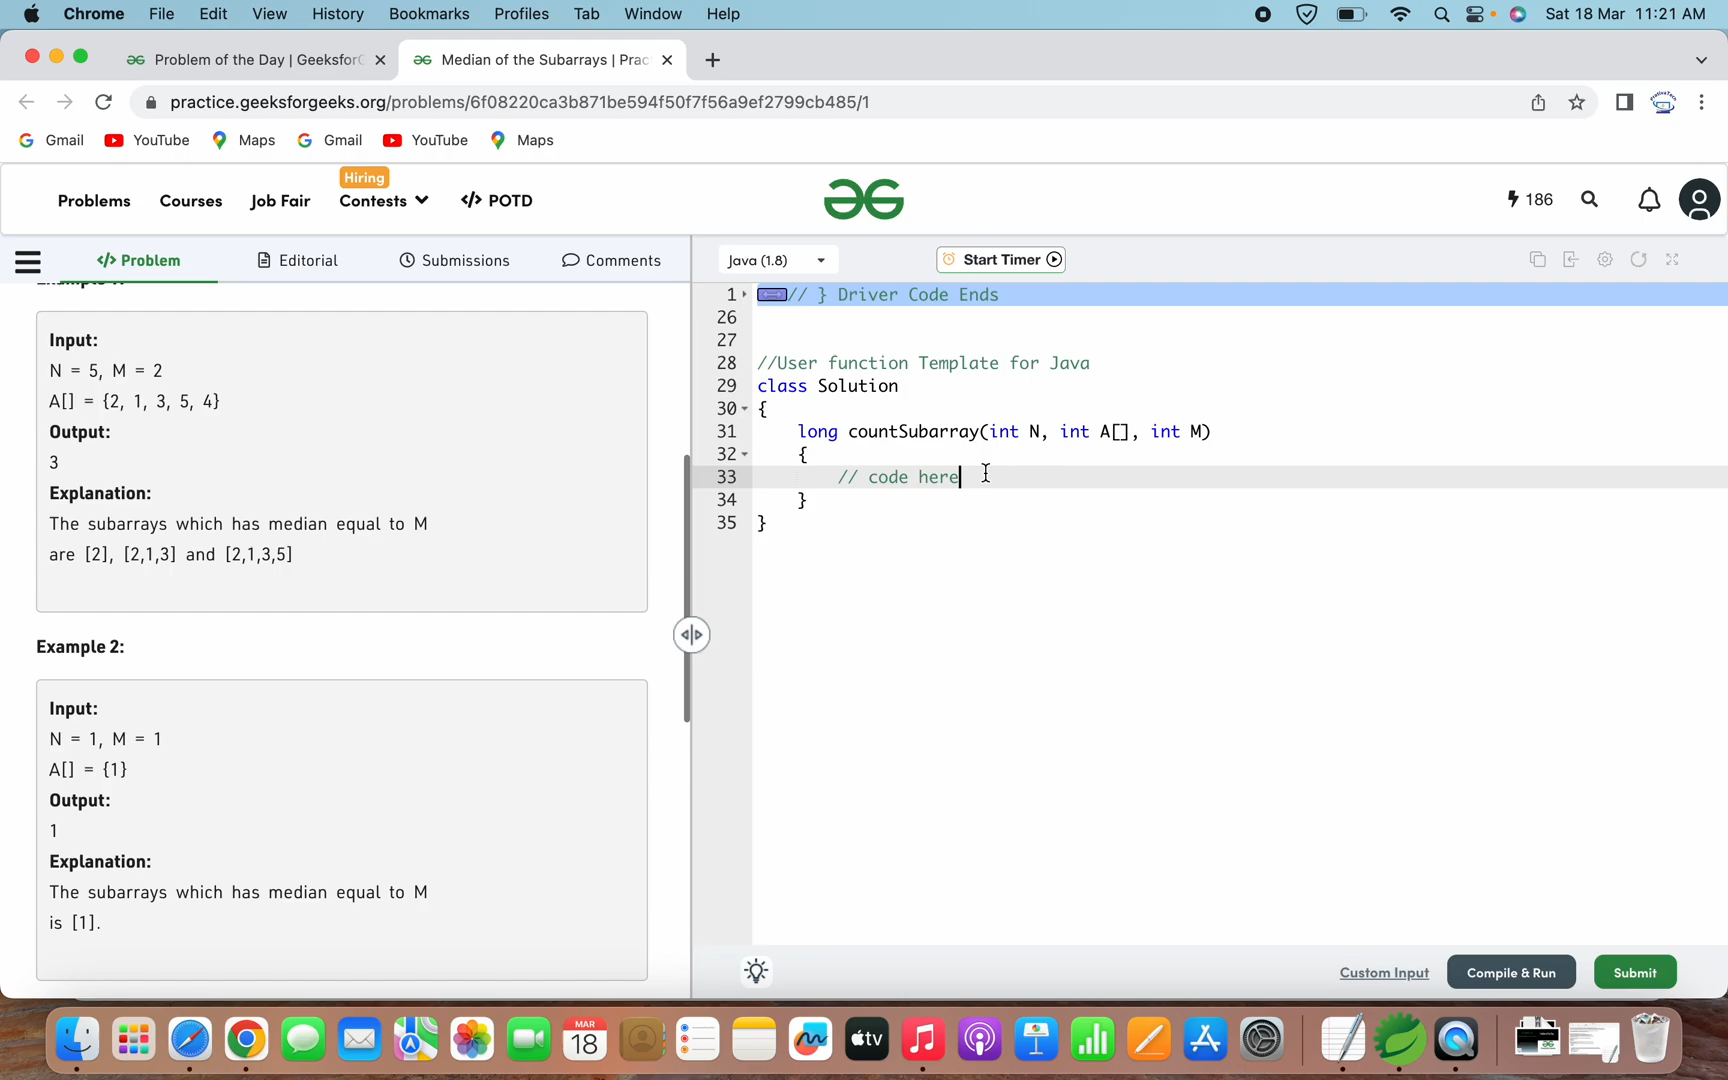 Chrome File Edit View History Bookmarks Profiles Tab Window Help Sat 18 Mar 11:21 AM
Problem of the Day | GeeksforG Median of the Subarrays | Prac
practice.geeksforgeeks.org/problems/6f08220ca3b871be594f50f7f56a9ef2799cb485/1
Gmail YouTube Maps Gmail YouTube Maps
Hiring
Problems Courses Job Fair Contests </> POTD 186
</> Problem Editorial Submissions Comments Java (1.8) Start Timer
Input:
N = 5, M = 2
A[] = {2, 1, 3, 5, 4}
Output:
3
Explanation:
The subarrays which has median equal to M
are [2], [2,1,3] and [2,1,3,5]
Example 2:
Input:
N = 1, M = 1
A[] = {1}
Output:
1
Explanation:
The subarrays which has median equal to M
is [1].
1 // } Driver Code Ends
26
27
28 //User function Template for Java
29 class Solution
30 {
31 long countSubarray(int N, int A[], int M)
32 {
33 // code here
34 }
35 }
Custom Input Compile & Run Submit
MAR
18
tv